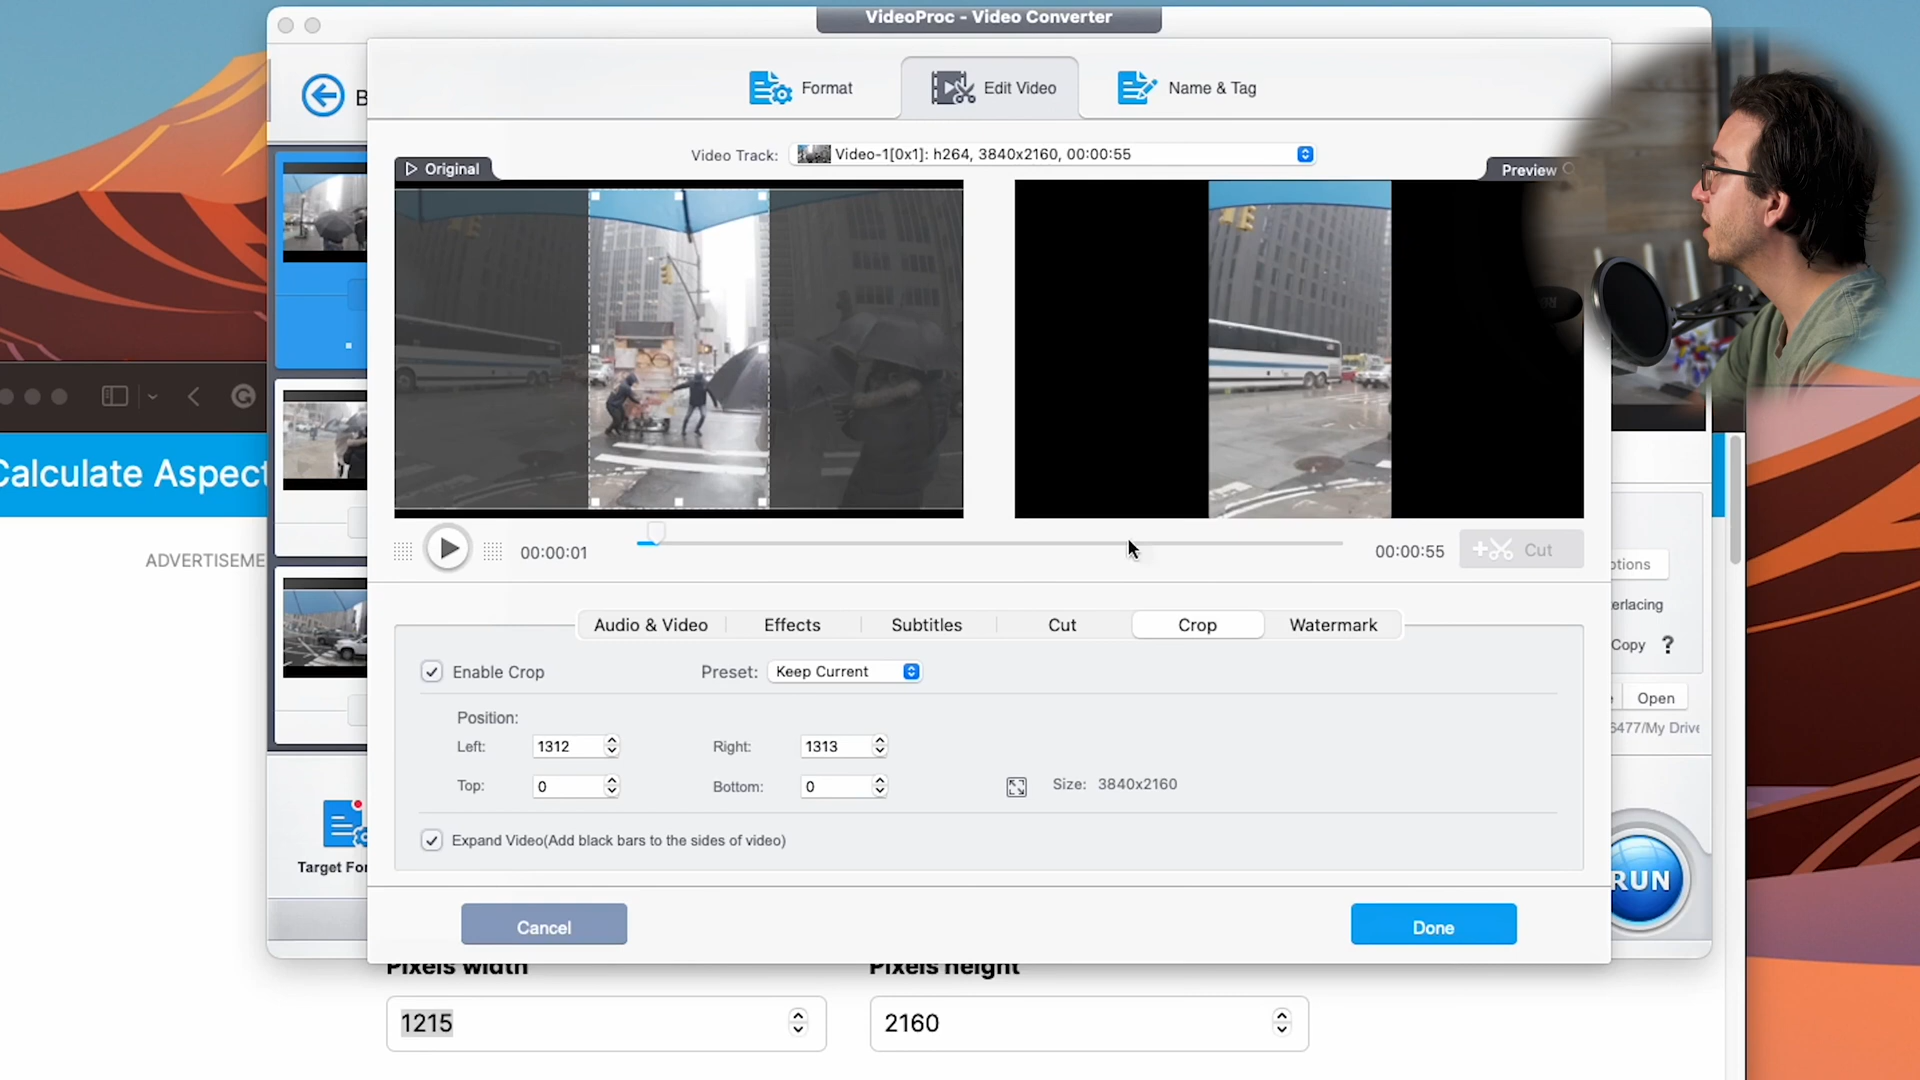 VideoProc - Video Converter
B
Format
Edit Video
Name & Tag
Video Track:
Video-1[0x1]: h264, 3840x2160, 00:00:55
Original
Preview
Calculate Aspect
ADVERTISEME
00:00:01
00:00:55
Cut
otions
erlacing
Copy ?
Open
6477/My Drive
Audio & Video
Effects
Subtitles
Cut
Crop
Watermark
Enable Crop
Preset:
Keep Current
Position:
Left:
1312
Right:
1313
Top:
0
Bottom:
0
Size: 3840x2160
Expand Video(Add black bars to the sides of video)
Target For
RUN
Cancel
Done
Pixels width
Pixels height
1215
2160